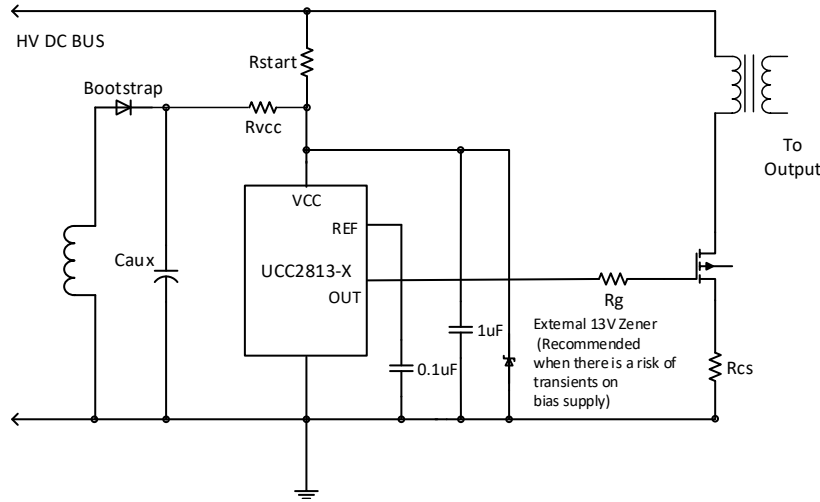 HV DC BUS
Rstart
Bootstrap
Rvcc
To
Output
VCC
REF
Caux
UCC2813-X
OUT
Rg
1uF
0.1uF
External 13V Zener
(Recommended
when there is a risk of
transients on
bias supply)
Rcs